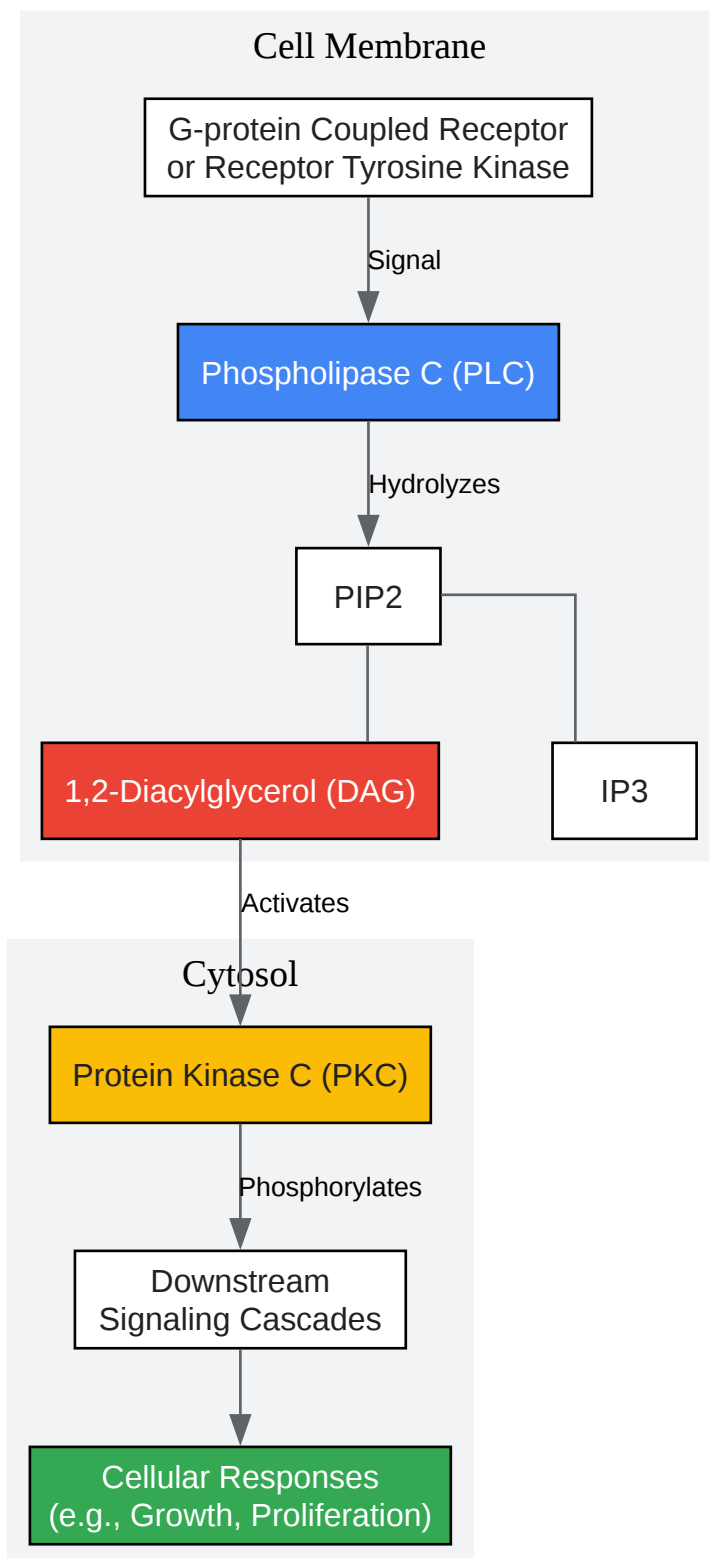 Cell Membrane
G-protein Coupled Receptor
or Receptor Tyrosine Kinase
Signal
Phospholipase C (PLC)
Hydrolyzes
PIP2
1,2-Diacylglycerol (DAG)
IP3
Activates
Cytosol
Protein Kinase C (PKC)
Phosphorylates
Downstream
Signaling Cascades
Cellular Responses
(e.g., Growth, Proliferation)